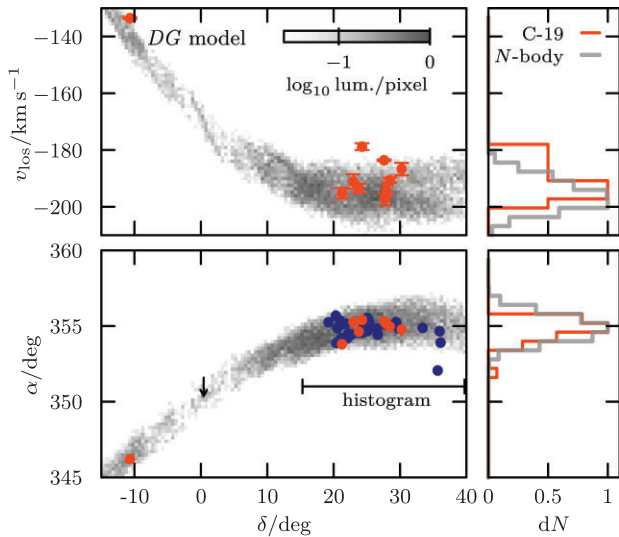 DG model
−1
0
log10 lum./pixel
C-19
N-body
−140
−160
−180
−200
vlos/km s−1
360
355
350
345
α/deg
histogram
-10
0
10
20
30
40
δ/deg
0
0.5
1
dN